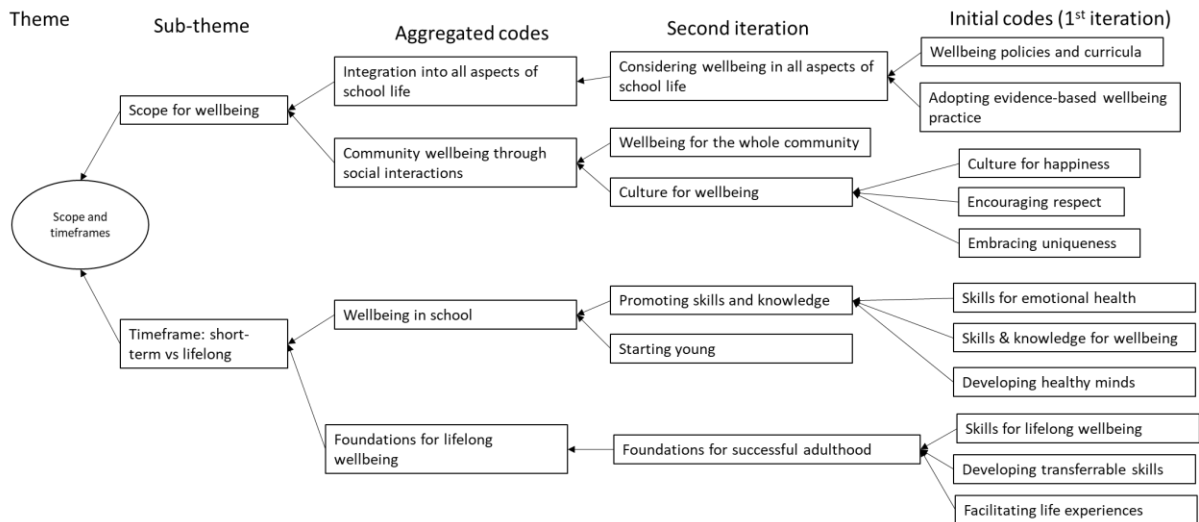 Theme
Sub-theme
Aggregated codes
Second iteration
Initial codes (1st iteration)
Scope and
timeframes
Scope for wellbeing
Timeframe: short-
term vs lifelong
Integration into all aspects of
school life
Community wellbeing through
social interactions
Wellbeing in school
Foundations for lifelong
wellbeing
Considering wellbeing in all aspects of
school life
Wellbeing for the whole community
Culture for wellbeing
Promoting skills and knowledge
Starting young
Foundations for successful adulthood
Wellbeing policies and curricula
Adopting evidence-based wellbeing
practice
Culture for happiness
Encouraging respect
Embracing uniqueness
Skills for emotional health
Skills & knowledge for wellbeing
Developing healthy minds
Skills for lifelong wellbeing
Developing transferrable skills
Facilitating life experiences